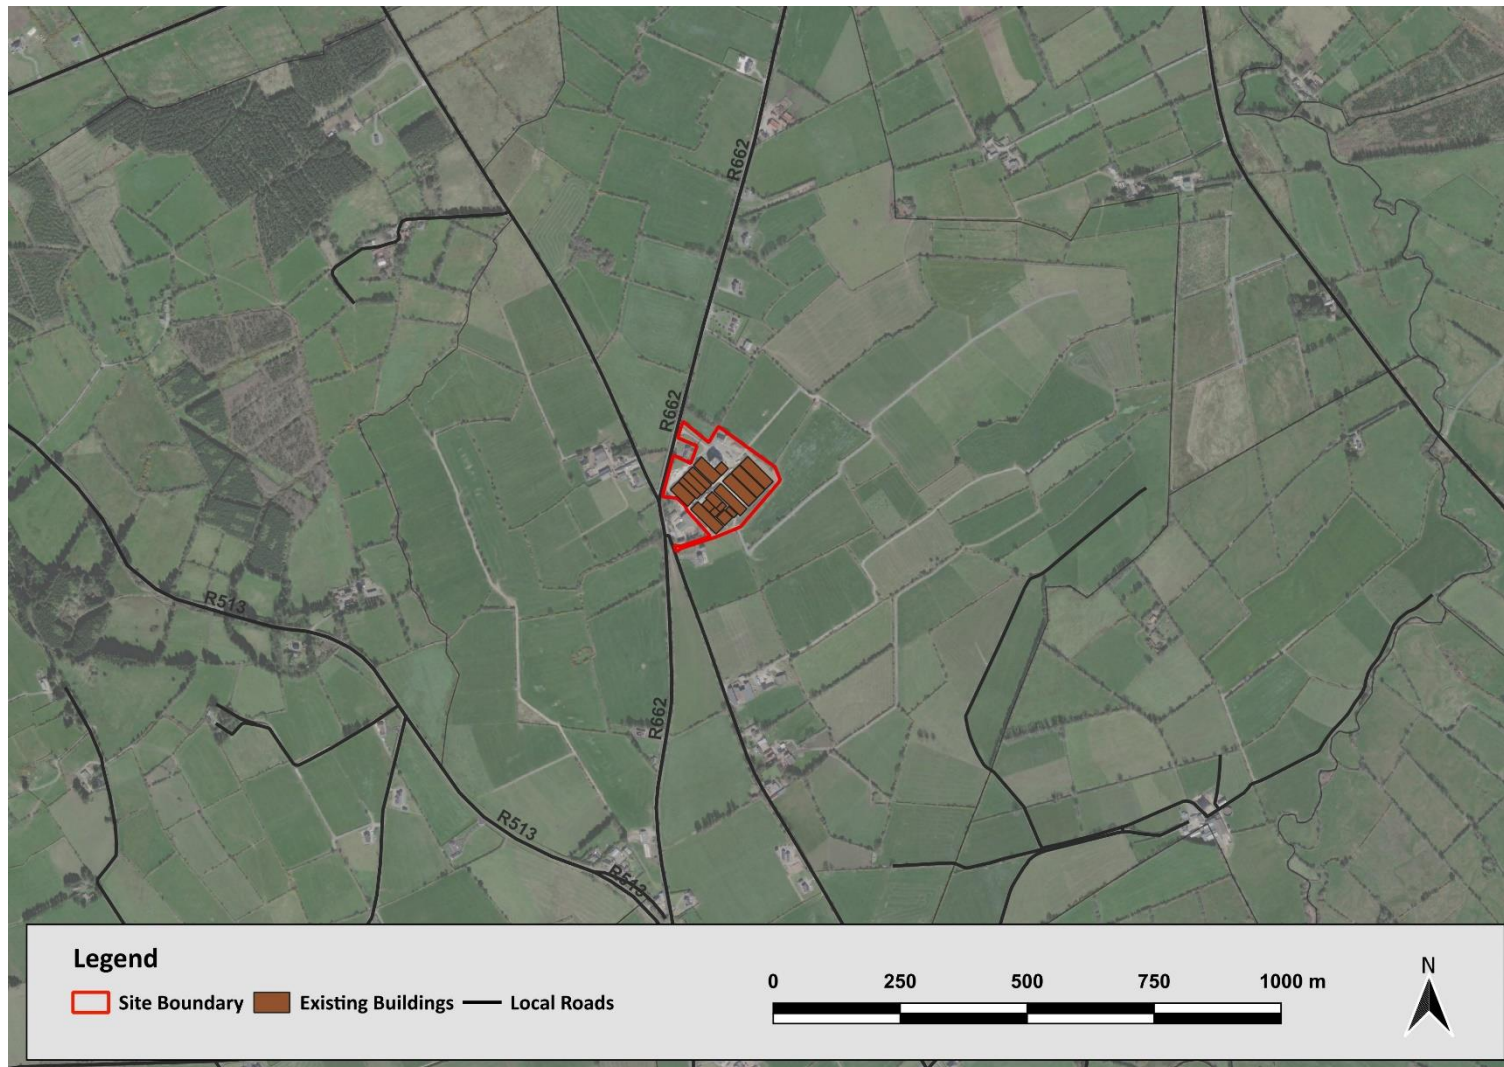 R662
R662
R513
R662
R513
R513
Legend
Site Boundary Existing Buildings Local Roads
0 250 500 750 1000 m
N